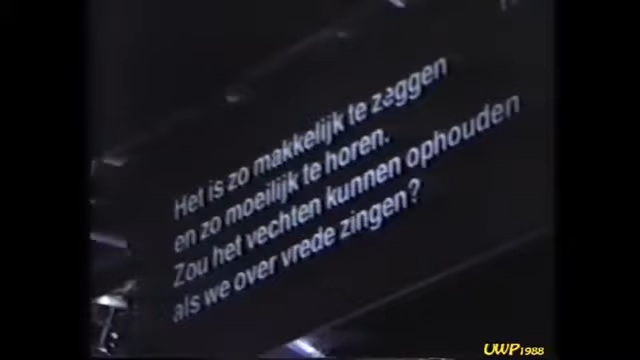 Het is zo makkelijk te zeggen
en zo moeilijk te horen.
Zou het vechten kunnen ophouden
als we over vrede zingen?
UWP1988